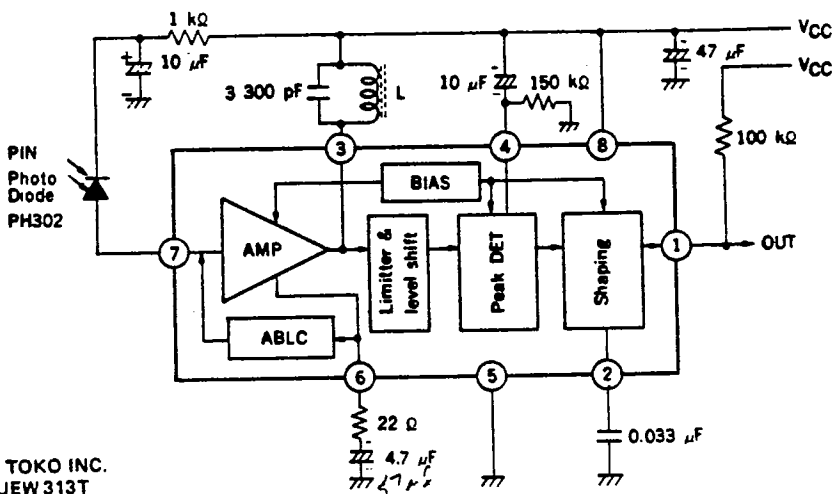 1 kΩ
VCC
+
10 μF
-
3 300 pF
L
10 μF
-
-
150 kΩ
-
47 μF
-
VCC
100 kΩ
PIN
Photo
Diode
PH302
3
4
8
BIAS
7
AMP
Limitter &
level shift
Peak DET
Shaping
1
OUT
ABLC
6
5
2
22 Ω
-
4.7 μF
0.033 μF
TOKO INC.
JEW 313T